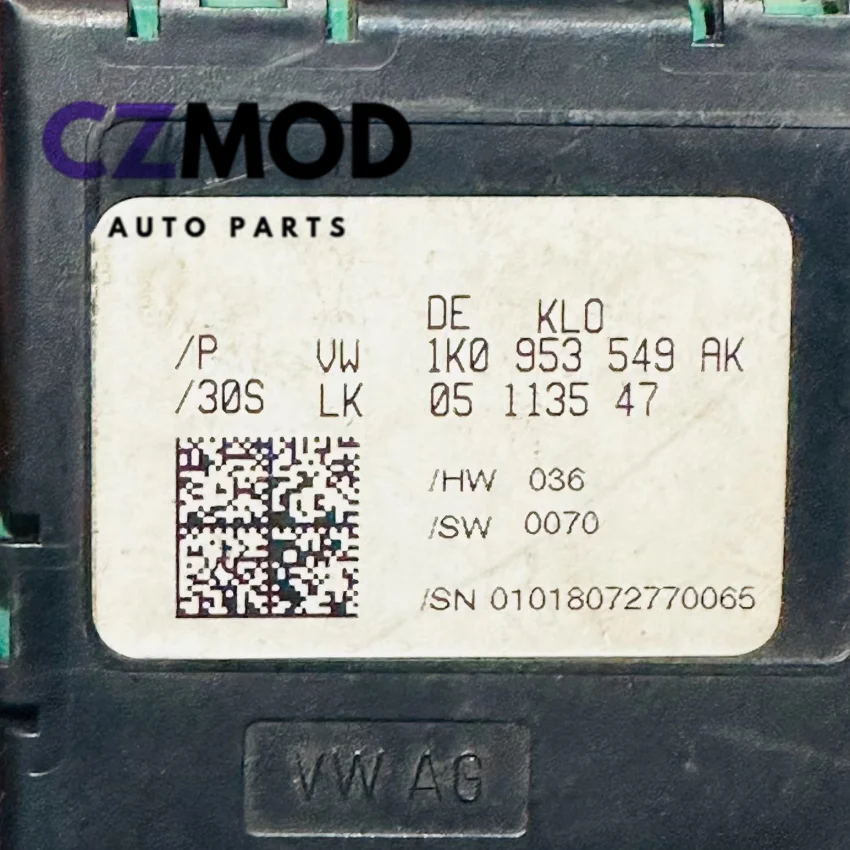 CZMOD
AUTO PARTS
DE KLO
/P VW 1K0 953 549 AK
/30S LK 05 1135 47
/HW 036
/SW 0070
/SN 01018072770065
VW AG